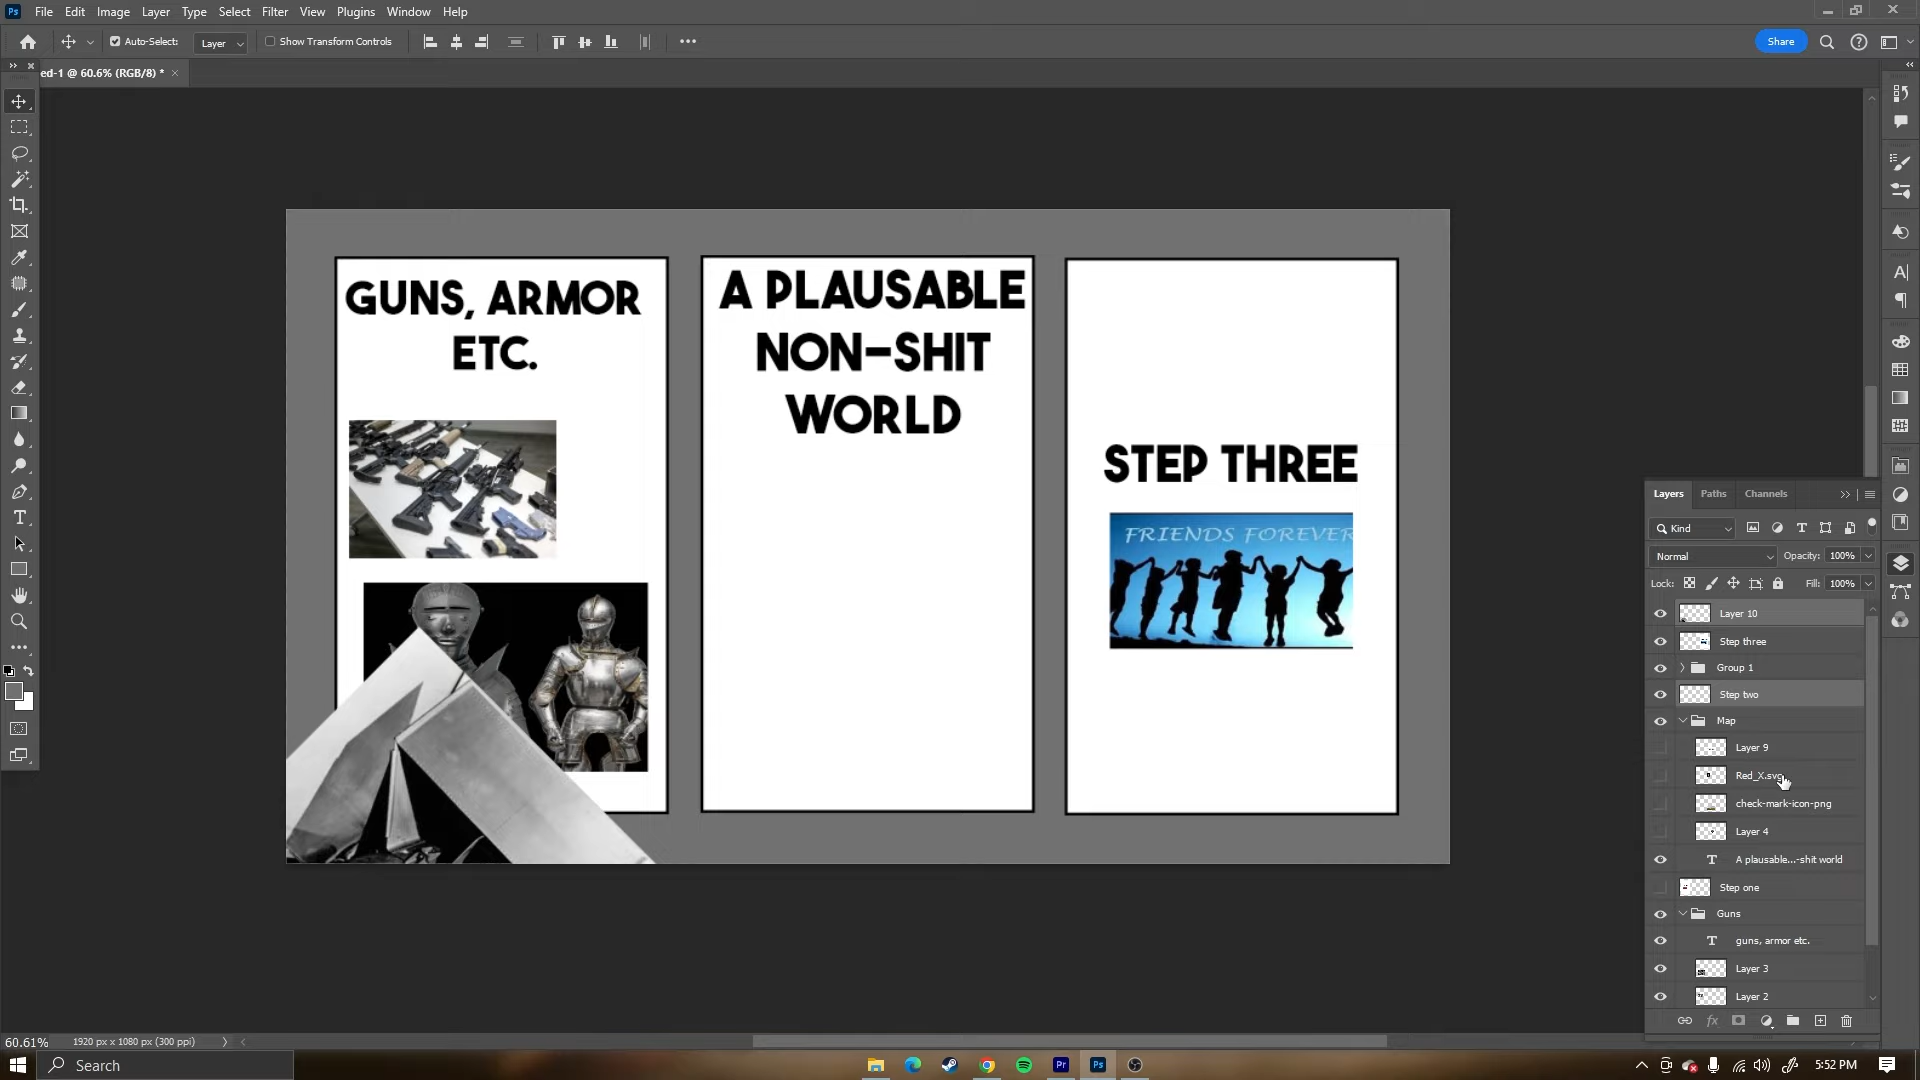 Ps File Edit Image Layer Type Select Filter View Plugins Window Help
Auto-Select: Layer Show Transform Controls Share
ed-1 @ 60.6% (RGB/8) *
GUNS, ARMOR
ETC.
A PLAUSABLE
NON-SHIT
WORLD
STEP THREE
FRIENDS FOREVER
Layers Paths Channels
Kind
Normal Opacity: 100%
Lock: Fill: 100%
Layer 10
Step three
Group 1
Step two
Map
Layer 9
Red_X.svg
check-mark-icon-png
Layer 4
A plausable...-shit world
Step one
Guns
guns, armor etc.
Layer 3
Layer 2
60.61% 1920 px x 1080 px (300 ppi)
Search Pr Ps 5:52 PM